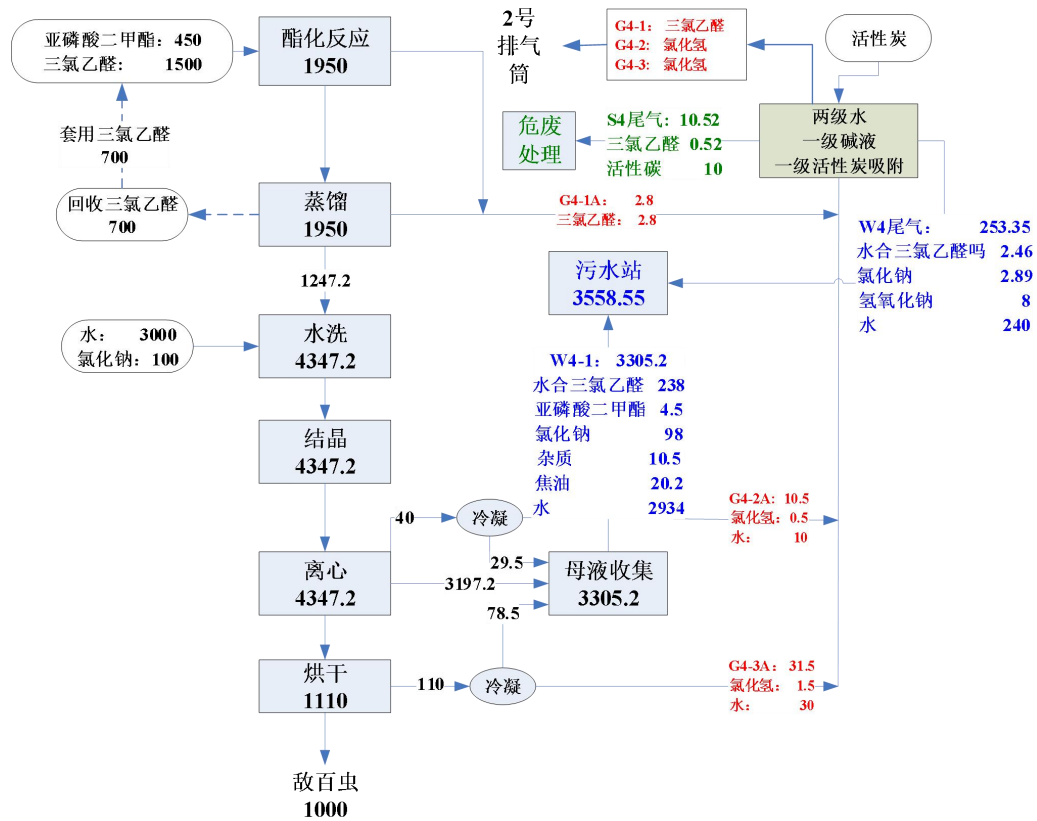 亚磷酸二甲酯：450
三氯乙醛： 1500
酯化反应
1950
2号
排气
筒
G4-1： 三氯乙醛
G4-2: 氯化氢
G4-3: 氯化氢
活性炭
套用三氯乙醛
700
危废
处理
S4尾气: 10.52
三氯乙醛 0.52
活性碳 10
两级水
一级碱液
一级活性炭吸附
回收三氯乙醛
700
蒸馏
1950
G4-1A: 2.8
三氯乙醛: 2.8
W4尾气： 253.35
水合三氯乙醛吗 2.46
氯化钠 2.89
氢氧化钠 8
水 240
1247.2
污水站
3558.55
水： 3000
氯化钠：100
水洗
4347.2
W4-1： 3305.2
水合三氯乙醛 238
亚磷酸二甲酯 4.5
氯化钠 98
杂质 10.5
焦油 20.2
水 2934
结晶
4347.2
40
冷凝
G4-2A: 10.5
氯化氢：0.5
水： 10
29.5
离心
4347.2
3197.2
母液收集
3305.2
78.5
烘干
1110
110
冷凝
G4-3A： 31.5
氯化氢： 1.5
水： 30
敌百虫
1000